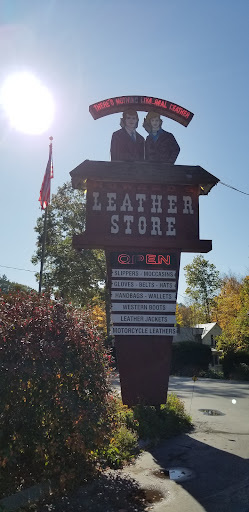 THERE'S NOTHING LIKE REAL LEATHER
LEATHER
STORE
OPEN
SLIPPERS - MOCCASINS
GLOVES - BELTS - HATS
HANDBAGS - WALLETS
WESTERN BOOTS
LEATHER JACKETS
MOTORCYCLE LEATHER